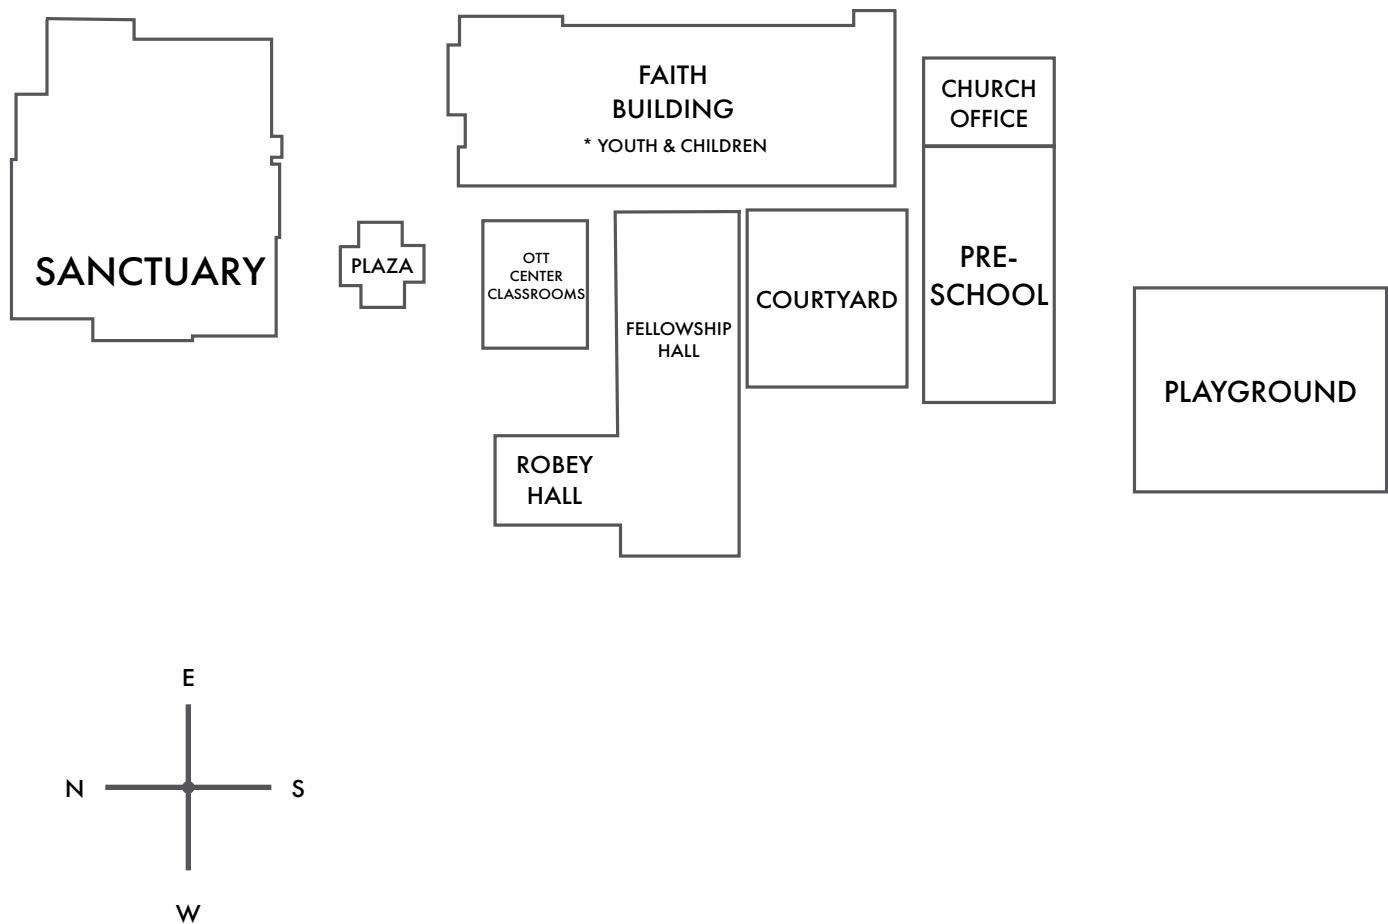 FAITH
BUILDING
* YOUTH & CHILDREN
CHURCH
OFFICE
SANCTUARY
PLAZA
OTT
CENTER
CLASSROOMS
FELLOWSHIP
HALL
COURTYARD
PRE-
SCHOOL
PLAYGROUND
ROBEY
HALL
E
N
S
W